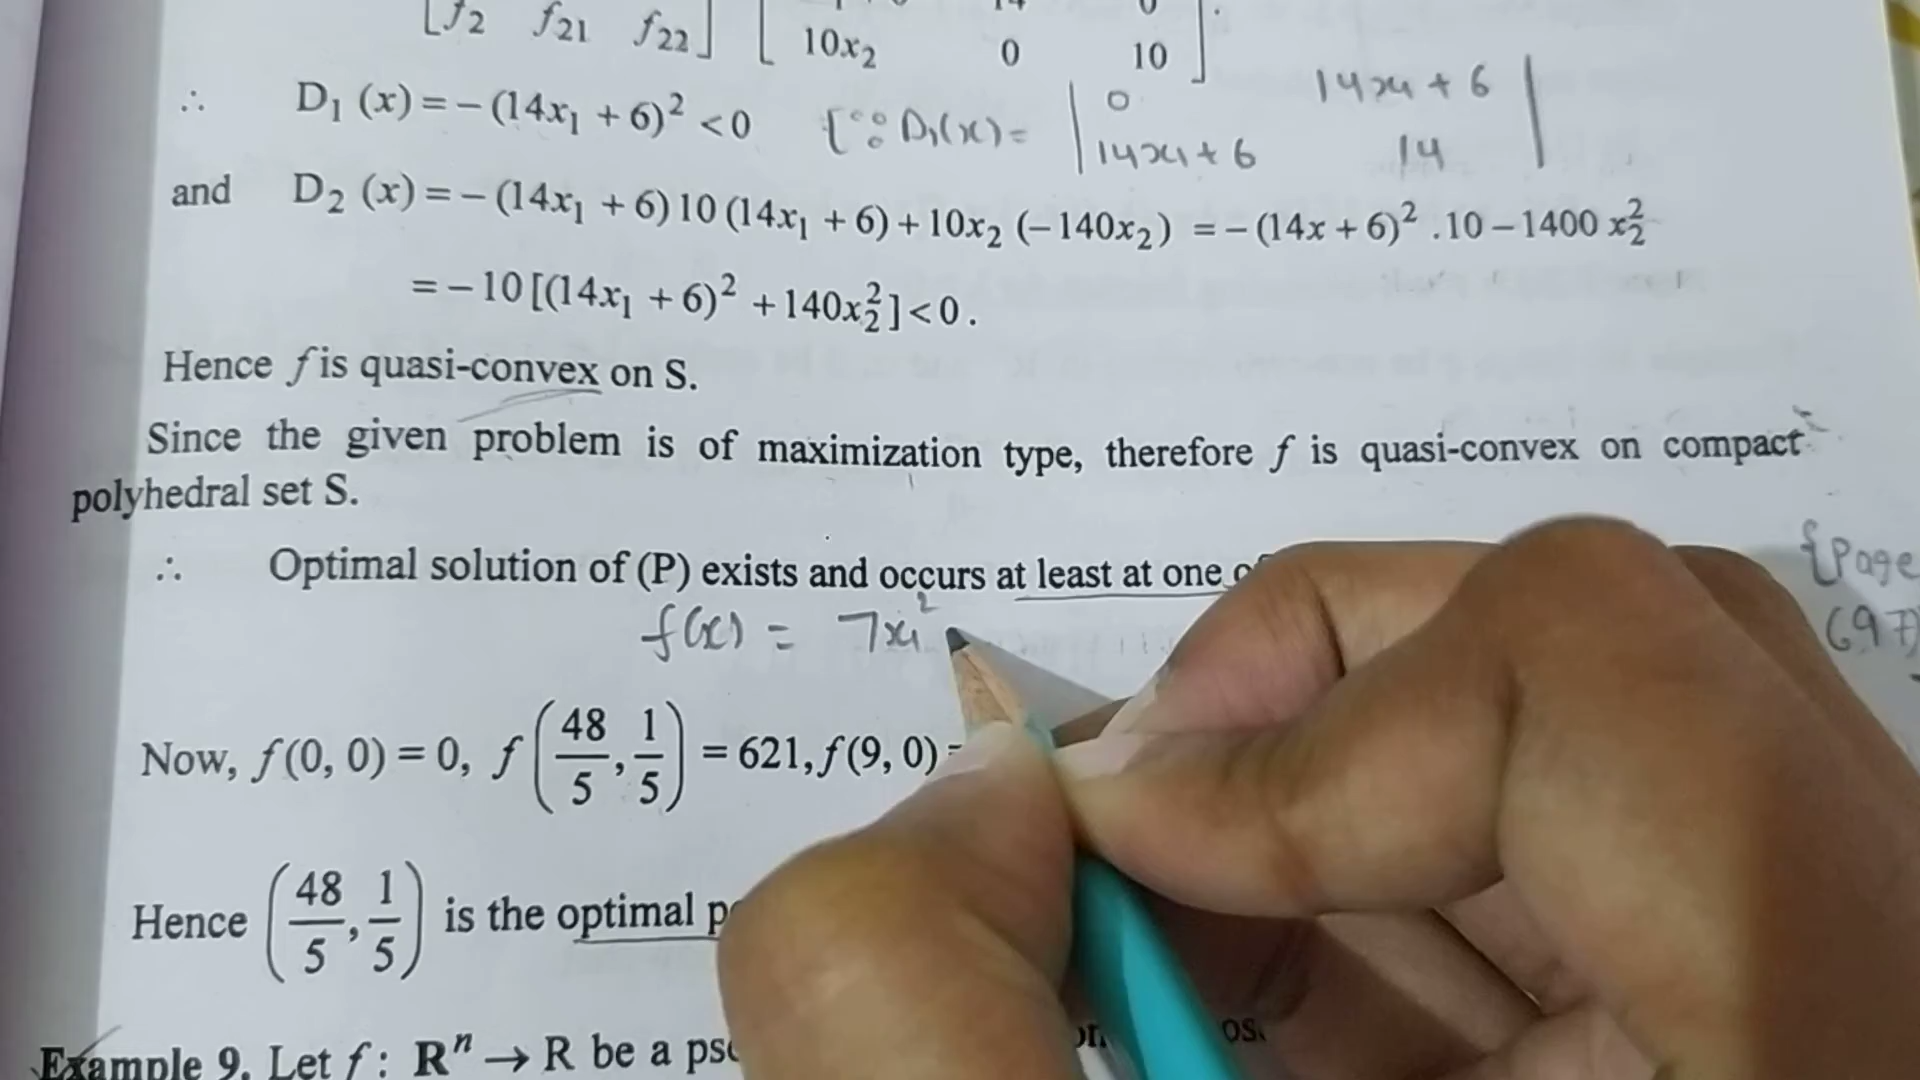 [f₂ f₂₁ f₂₂] [10x₂ 0 10].
∴ D₁ (x) = – (14x₁ + 6)² < 0 [∵ D₁(x) = | 0 14x₁ + 6 |
| 14x₁ + 6 14 |
and D₂ (x) = – (14x₁ + 6) 10 (14x₁ + 6) + 10x₂ (– 140x₂) = – (14x + 6)² . 10 – 1400 x₂²
= – 10 [(14x₁ + 6)² + 140x₂²] < 0 .
Hence f is quasi-convex on S.
Since the given problem is of maximization type, therefore f is quasi-convex on compact
polyhedral set S.
∴ Optimal solution of (P) exists and occurs at least at one
{Page
f(x) = 7x₁²
(97)
Now, f (0, 0) = 0, f (48/5, 1/5) = 621, f (9, 0) =
Hence (48/5, 1/5) is the optimal
Example 9. Let f : Rⁿ → R be a